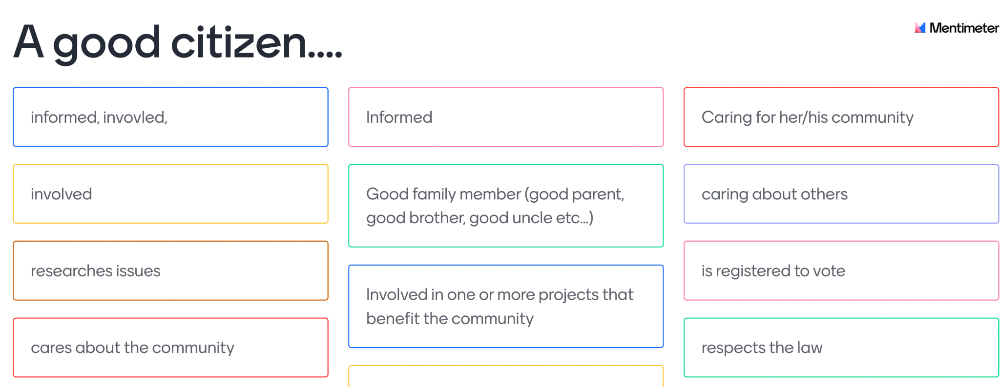 A good citizen....
Mentimeter
informed, invovled,
Informed
Caring for her/his community
involved
Good family member (good parent,
good brother, good uncle etc...)
caring about others
researches issues
Involved in one or more projects that
benefit the community
is registered to vote
cares about the community
respects the law